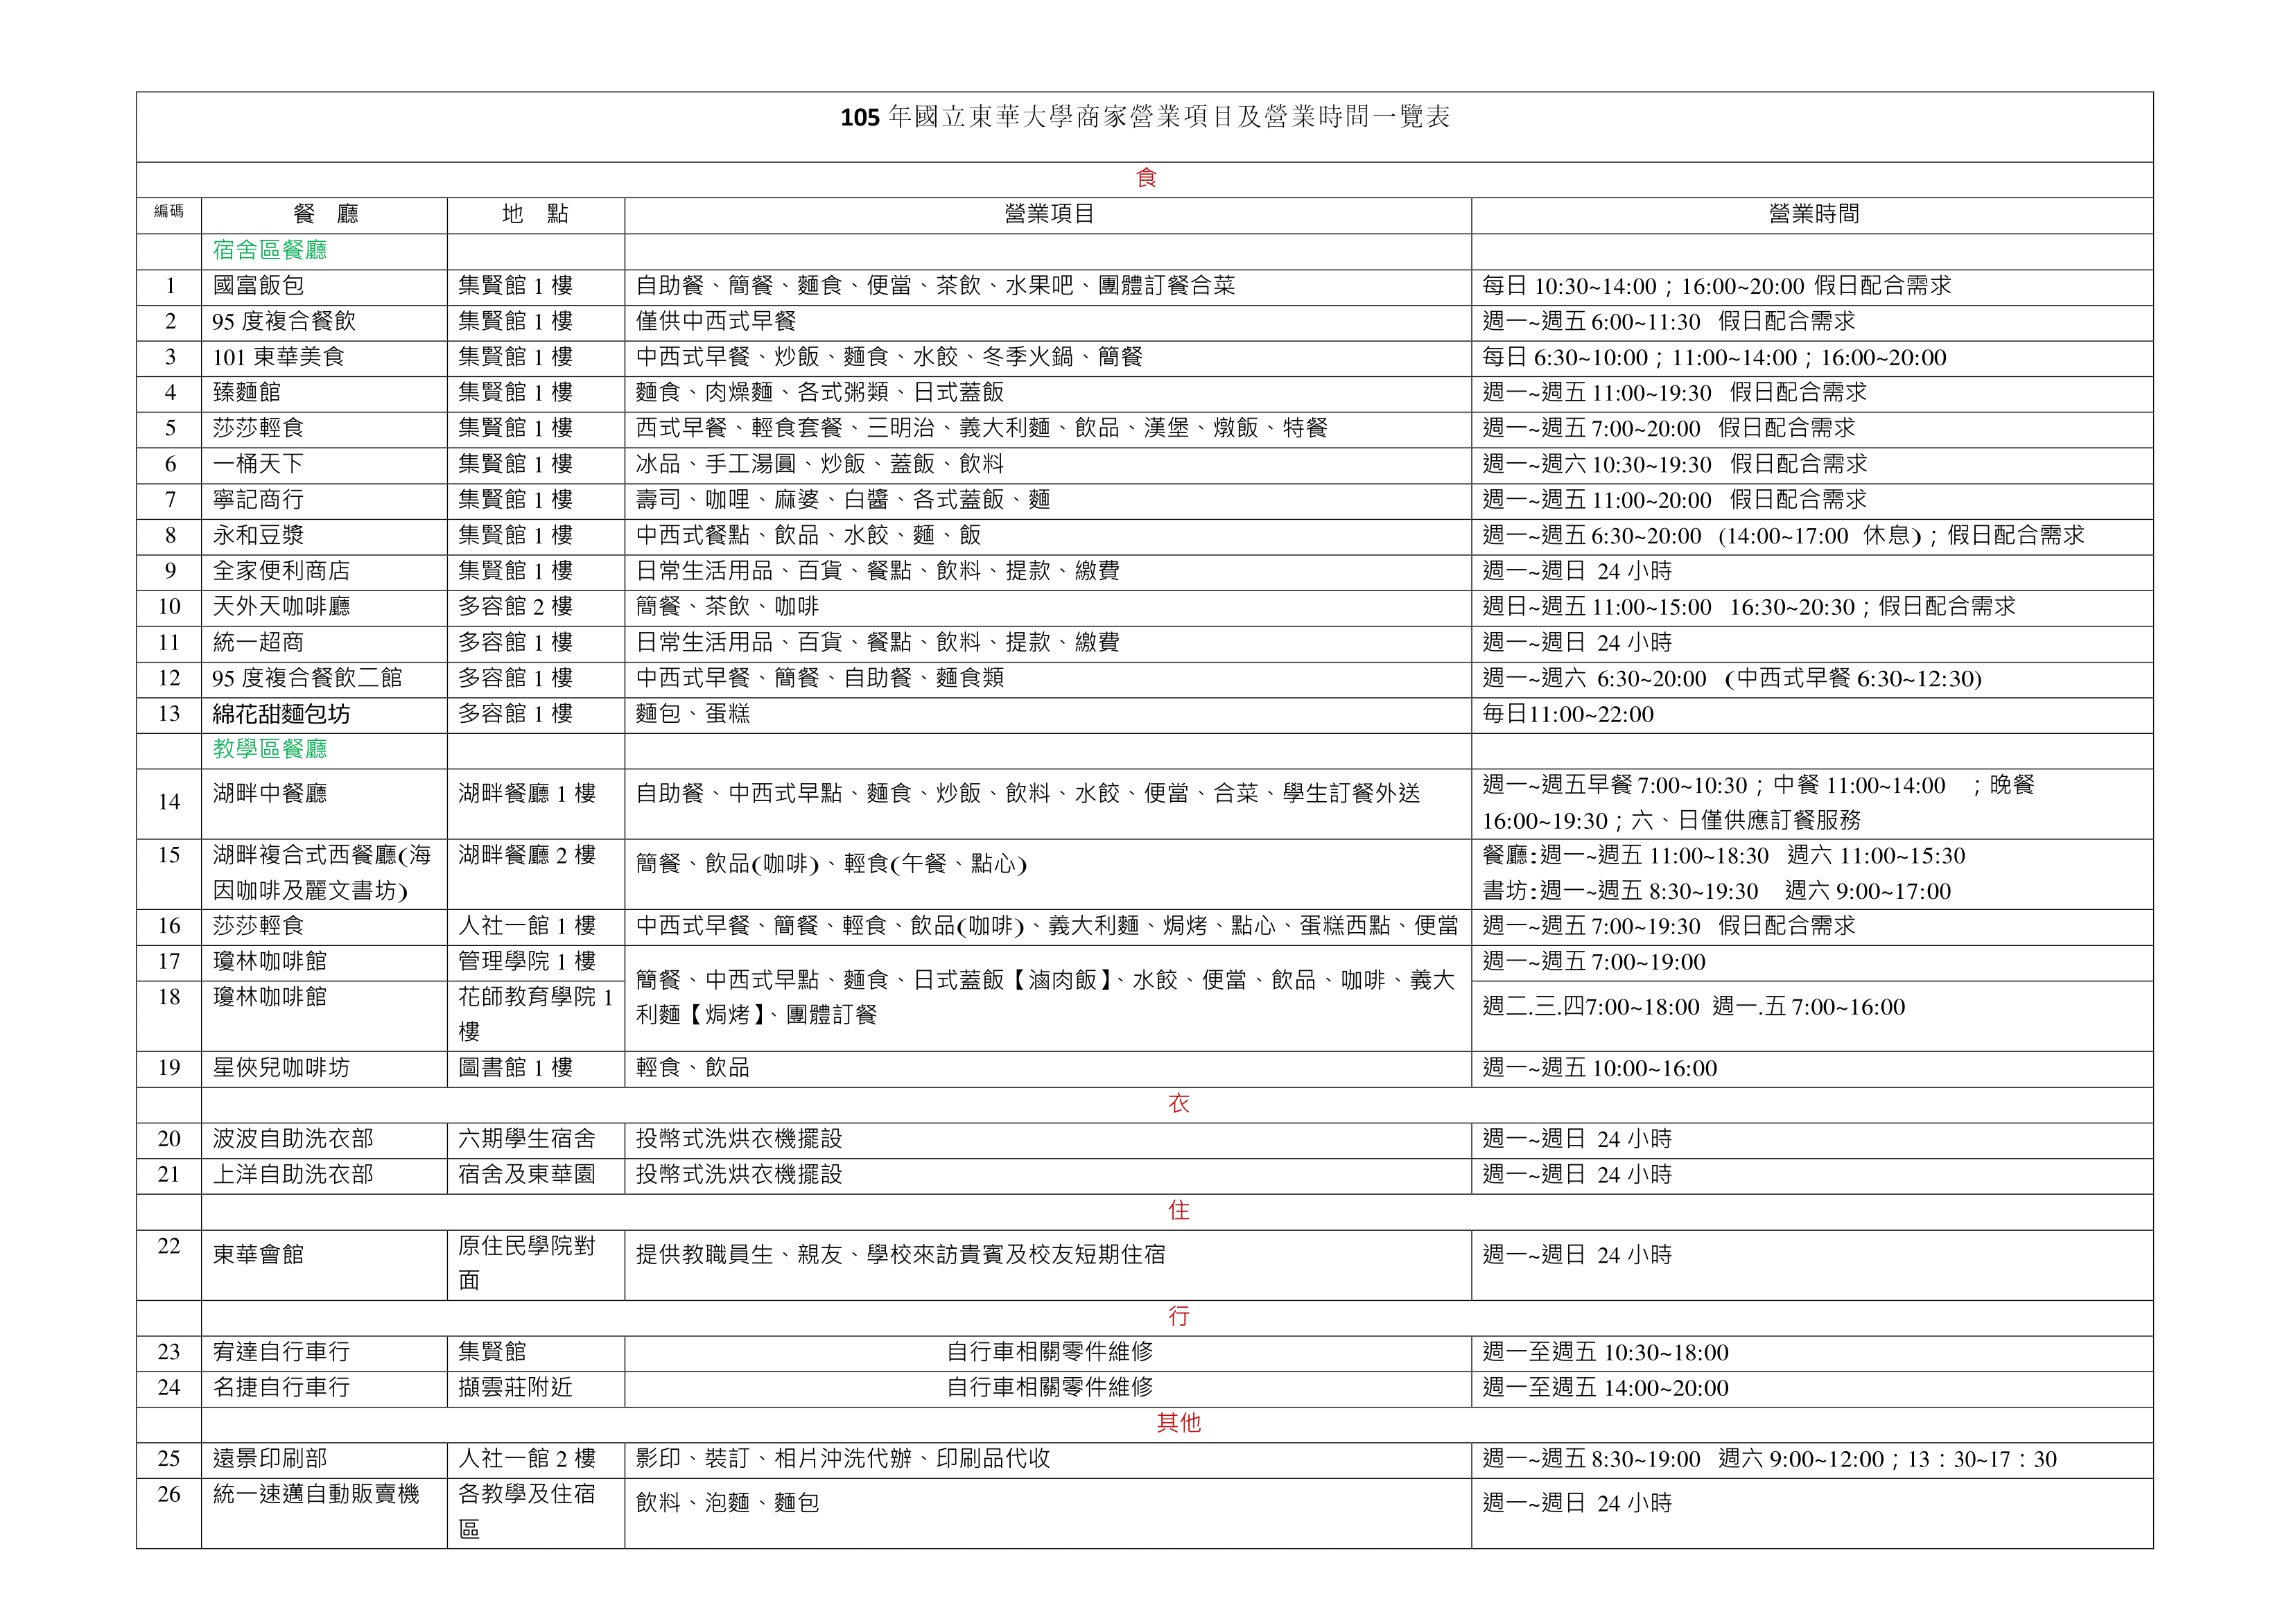 105 年國立東華大學商家營業項目及營業時間一覽表
食
編碼 餐 廳 地 點 營業項目 營業時間
宿舍區餐廳
1 國富飯包 集賢館 1 樓 自助餐、簡餐、麵食、便當、茶飲、水果吧、團體訂餐合菜 每日 10:30~14:00；16:00~20:00 假日配合需求
2 95 度複合餐飲 集賢館 1 樓 僅供中西式早餐 週一~週五 6:00~11:30 假日配合需求
3 101 東華美食 集賢館 1 樓 中西式早餐、炒飯、麵食、水餃、冬季火鍋、簡餐 每日 6:30~10:00；11:00~14:00；16:00~20:00
4 臻麵館 集賢館 1 樓 麵食、肉燥麵、各式粥類、日式蓋飯 週一~週五 11:00~19:30 假日配合需求
5 莎莎輕食 集賢館 1 樓 西式早餐、輕食套餐、三明治、義大利麵、飲品、漢堡、燉飯、特餐 週一~週五 7:00~20:00 假日配合需求
6 一桶天下 集賢館 1 樓 冰品、手工湯圓、炒飯、蓋飯、飲料 週一~週六 10:30~19:30 假日配合需求
7 寧記商行 集賢館 1 樓 壽司、咖哩、麻婆、白醬、各式蓋飯、麵 週一~週五 11:00~20:00 假日配合需求
8 永和豆漿 集賢館 1 樓 中西式餐點、飲品、水餃、麵、飯 週一~週五 6:30~20:00 (14:00~17:00 休息)；假日配合需求
9 全家便利商店 集賢館 1 樓 日常生活用品、百貨、餐點、飲料、提款、繳費 週一~週日 24 小時
10 天外天咖啡廳 多容館 2 樓 簡餐、茶飲、咖啡 週日~週五 11:00~15:00 16:30~20:30；假日配合需求
11 統一超商 多容館 1 樓 日常生活用品、百貨、餐點、飲料、提款、繳費 週一~週日 24 小時
12 95 度複合餐飲二館 多容館 1 樓 中西式早餐、簡餐、自助餐、麵食類 週一~週六 6:30~20:00 (中西式早餐 6:30~12:30)
13 綿花甜麵包坊 多容館 1 樓 麵包、蛋糕 每日11:00~22:00
教學區餐廳
14 湖畔中餐廳 湖畔餐廳 1 樓 自助餐、中西式早點、麵食、炒飯、飲料、水餃、便當、合菜、學生訂餐外送 週一~週五早餐 7:00~10:30；中餐 11:00~14:00 ；晚餐
16:00~19:30；六、日僅供應訂餐服務
15 湖畔複合式西餐廳(海 湖畔餐廳 2 樓 簡餐、飲品(咖啡)、輕食(午餐、點心) 餐廳:週一~週五 11:00~18:30 週六 11:00~15:30
因咖啡及麗文書坊) 書坊:週一~週五 8:30~19:30 週六 9:00~17:00
16 莎莎輕食 人社一館 1 樓 中西式早餐、簡餐、輕食、飲品(咖啡)、義大利麵、焗烤、點心、蛋糕西點、便當 週一~週五 7:00~19:30 假日配合需求
17 瓊林咖啡館 管理學院 1 樓 簡餐、中西式早點、麵食、日式蓋飯【滷肉飯】、水餃、便當、飲品、咖啡、義大 週一~週五 7:00~19:00
18 瓊林咖啡館 花師教育學院 1 利麵【焗烤】、團體訂餐 週二.三.四7:00~18:00 週一.五 7:00~16:00
樓
19 星俠兒咖啡坊 圖書館 1 樓 輕食、飲品 週一~週五 10:00~16:00
衣
20 波波自助洗衣部 六期學生宿舍 投幣式洗烘衣機擺設 週一~週日 24 小時
21 上洋自助洗衣部 宿舍及東華園 投幣式洗烘衣機擺設 週一~週日 24 小時
住
22 東華會館 原住民學院對 提供教職員生、親友、學校來訪貴賓及校友短期住宿 週一~週日 24 小時
面
行
23 宥達自行車行 集賢館 自行車相關零件維修 週一至週五 10:30~18:00
24 名捷自行車行 擷雲莊附近 自行車相關零件維修 週一至週五 14:00~20:00
其他
25 遠景印刷部 人社一館 2 樓 影印、裝訂、相片沖洗代辦、印刷品代收 週一~週五 8:30~19:00 週六 9:00~12:00；13：30~17：30
26 統一速邁自動販賣機 各教學及住宿 飲料、泡麵、麵包 週一~週日 24 小時
區